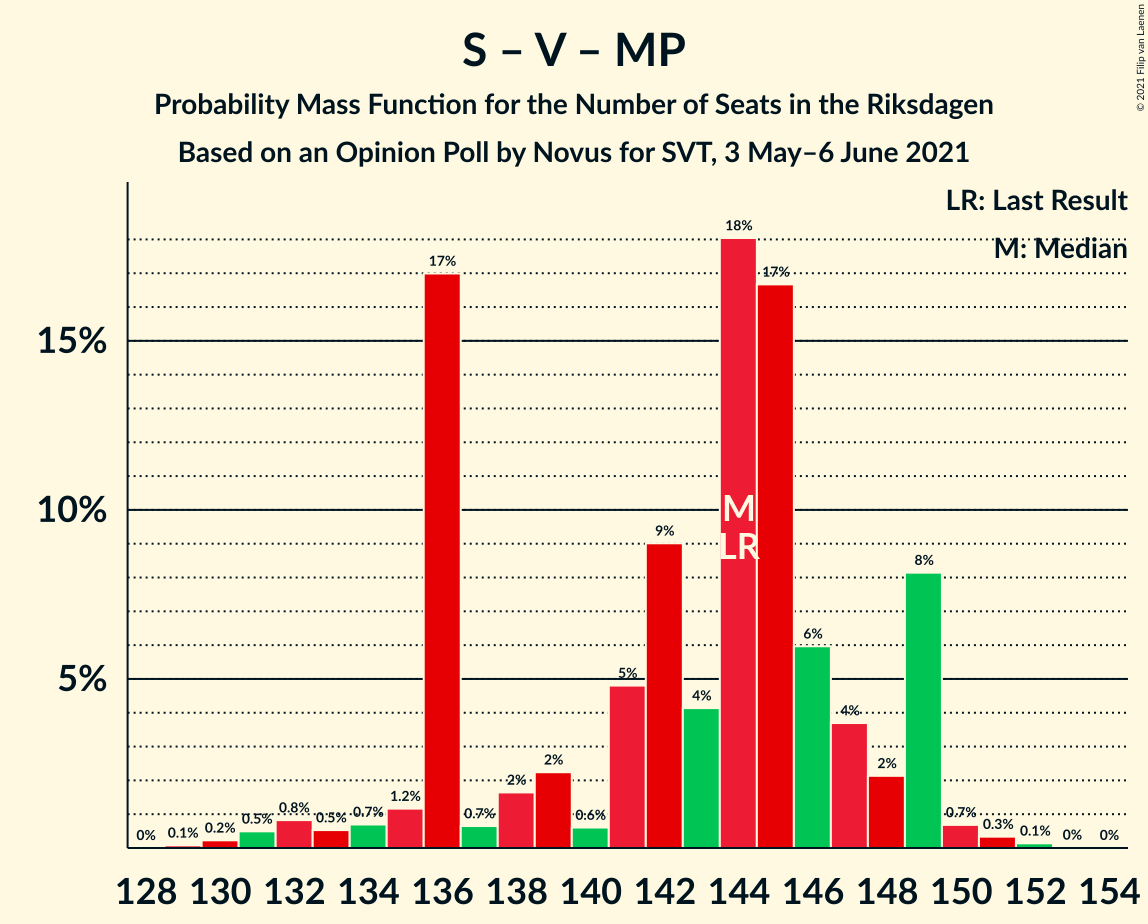 S – V – MP
Probability Mass Function for the Number of Seats in the Riksdagen
Based on an Opinion Poll by Novus for SVT, 3 May–6 June 2021
© 2021 Filip van Laenen
LR: Last Result
M: Median
15%
10%
5%
0% 0.1% 0.2% 0.5% 0.8% 0.5% 0.7% 1.2% 17% 0.7% 2% 2% 0.6% 5% 9% 4% 18% 17% 6% 4% 2% 8% 0.7% 0.3% 0.1% 0% 0%
M
LR
128 130 132 134 136 138 140 142 144 146 148 150 152 154